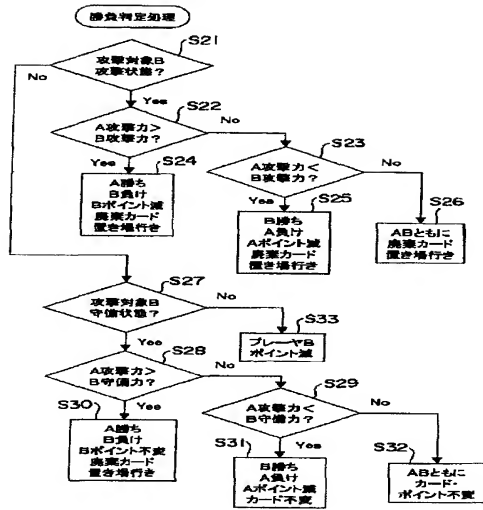 勝負判定処理
S21
攻撃対象B
攻撃状態?
No
Yes
S22
A攻撃力>
B攻撃力?
No
Yes
S23
A攻撃力<
B攻撃力?
No
Yes
S24
A勝ち
B負け
Bポイント減
廃棄カード
置き場行き
S25
B勝ち
A負け
Aポイント減
廃棄カード
置き場行き
S26
ABともに
廃棄カード
置き場行き
S27
攻撃対象B
守備状態?
No
Yes
S33
プレーヤB
ポイント減
S28
A攻撃力>
B守備力?
No
Yes
S29
A攻撃力<
B守備力?
No
Yes
S30
A勝ち
B負け
Bポイント不変
廃棄カード
置き場行き
S31
B勝ち
A負け
Aポイント減
カード不変
S32
ABともに
カード・
ポイント不変